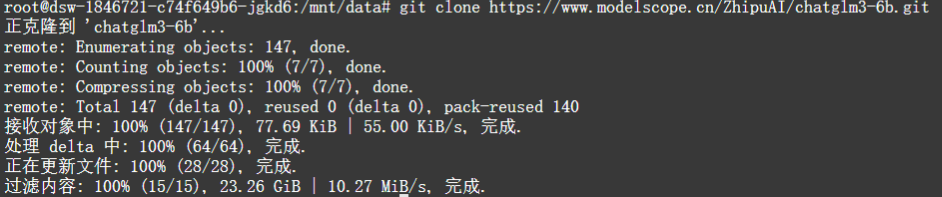 root@dsw-1846721-c74f649b6-jgkd6:/mnt/data# git clone https://www.modelscope.cn/ZhipuAI/chatglm3-6b.git
正克隆到 'chatglm3-6b'...
remote: Enumerating objects: 147, done.
remote: Counting objects: 100% (7/7), done.
remote: Compressing objects: 100% (7/7), done.
remote: Total 147 (delta 0), reused 0 (delta 0), pack-reused 140
接收对象中: 100% (147/147), 77.69 KiB | 55.00 KiB/s, 完成.
处理 delta 中: 100% (64/64), 完成.
正在更新文件: 100% (28/28), 完成.
过滤内容: 100% (15/15), 23.26 GiB | 10.27 MiB/s, 完成.